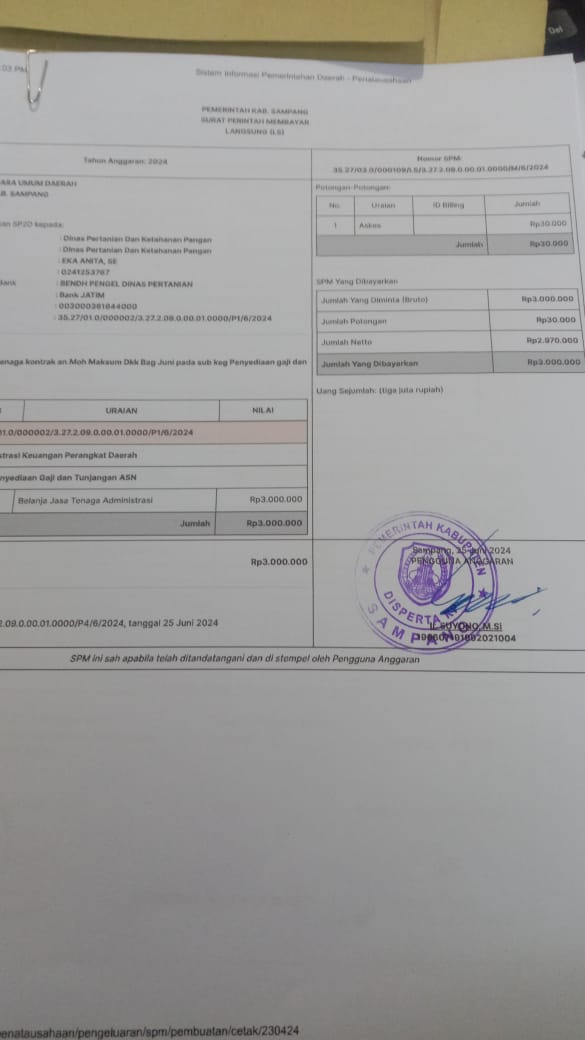 Del
:03 PM
Sistem Informasi Pemerintahan Daerah - Penatausahaan
PEMERINTAH KAB. SAMPANG
SURAT PERINTAH MEMBAYAR
LANGSUNG (LS)
Tahun Anggaran: 2024
Nomor SPM:
35.27/03.0/000109/LS/3.27.2.09.0.00.01.0000/M/6/2024
ARA UMUM DAERAH
B. SAMPANG
Potongan-Potongan:
No. Uraian ID Billing Jumlah
1 Askes Rp30.000
Jumlah Rp30.000
kan SP2D kepada:
: Dinas Pertanian Dan Ketahanan Pangan
: Dinas Pertanian Dan Ketahanan Pangan
: EKA ANITA, SE
: 0241253767
Bank : BENDH PENGEL DINAS PERTANIAN
: Bank JATIM
: 0031000361644000
: 35.27/01.0/000002/3.27.2.09.0.00.01.0000/P1/6/2024
SPM Yang Dibayarkan
Jumlah Yang Diminta (Bruto) Rp3.000.000
Jumlah Potongan Rp30.000
Jumlah Netto Rp2.970.000
Jumlah Yang Dibayarkan Rp3.000.000
enaga kontrak an.Moh Maksum Dkk Bag Juni pada sub keg Penyediaan gaji dan
Uang Sejumlah: (tiga juta rupiah)
URAIAN NILAI
01.0/000002/3.27.2.09.0.00.01.0000/P1/6/2024
strasi Keuangan Perangkat Daerah
nyediaan Gaji dan Tunjangan ASN
Belanja Jasa Tenaga Administrasi Rp3.000.000
Jumlah Rp3.000.000
Rp3.000.000
Sampang, 25 Juni 2024
PENGGUNA ANGGARAN
PEMERINTAH KABUPATEN
DISPERTA KP
SAMPANG
2.09.0.00.01.0000/P4/6/2024, tanggal 25 Juni 2024
Ir. SUYONO, M.Si
SPM ini sah apabila telah ditandatangani dan di stempel oleh Pengguna Anggaran
enatausahaan/pengeluaran/spm/pembuatan/cetak/230424